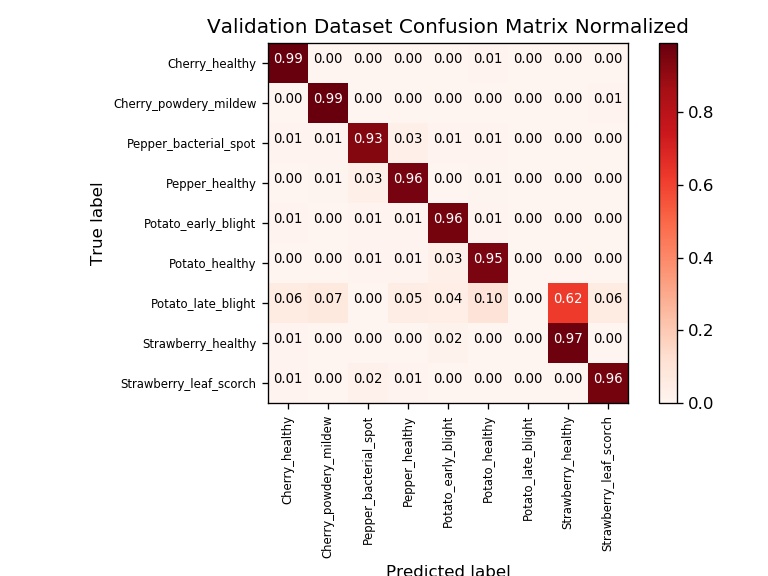 Validation Dataset Confusion Matrix Normalized
Cherry_healthy 0.99 0.00 0.00 0.00 0.00 0.01 0.00 0.00 0.00
Cherry_powdery_mildew 0.00 0.99 0.00 0.00 0.00 0.00 0.00 0.00 0.01
Pepper_bacterial_spot 0.01 0.01 0.93 0.03 0.01 0.01 0.00 0.00 0.00
Pepper_healthy 0.00 0.01 0.03 0.96 0.00 0.01 0.00 0.00 0.00
Potato_early_blight 0.01 0.00 0.01 0.01 0.96 0.01 0.00 0.00 0.00
Potato_healthy 0.00 0.00 0.01 0.01 0.03 0.95 0.00 0.00 0.00
Potato_late_blight 0.06 0.07 0.00 0.05 0.04 0.10 0.00 0.62 0.06
Strawberry_healthy 0.01 0.00 0.00 0.00 0.02 0.00 0.00 0.97 0.00
Strawberry_leaf_scorch 0.01 0.00 0.02 0.01 0.00 0.00 0.00 0.00 0.96
True label
0.8
0.6
0.4
0.2
0.0
Cherry_healthy
Cherry_powdery_mildew
Pepper_bacterial_spot
Pepper_healthy
Potato_early_blight
Potato_healthy
Potato_late_blight
Strawberry_healthy
Strawberry_leaf_scorch
Predicted label